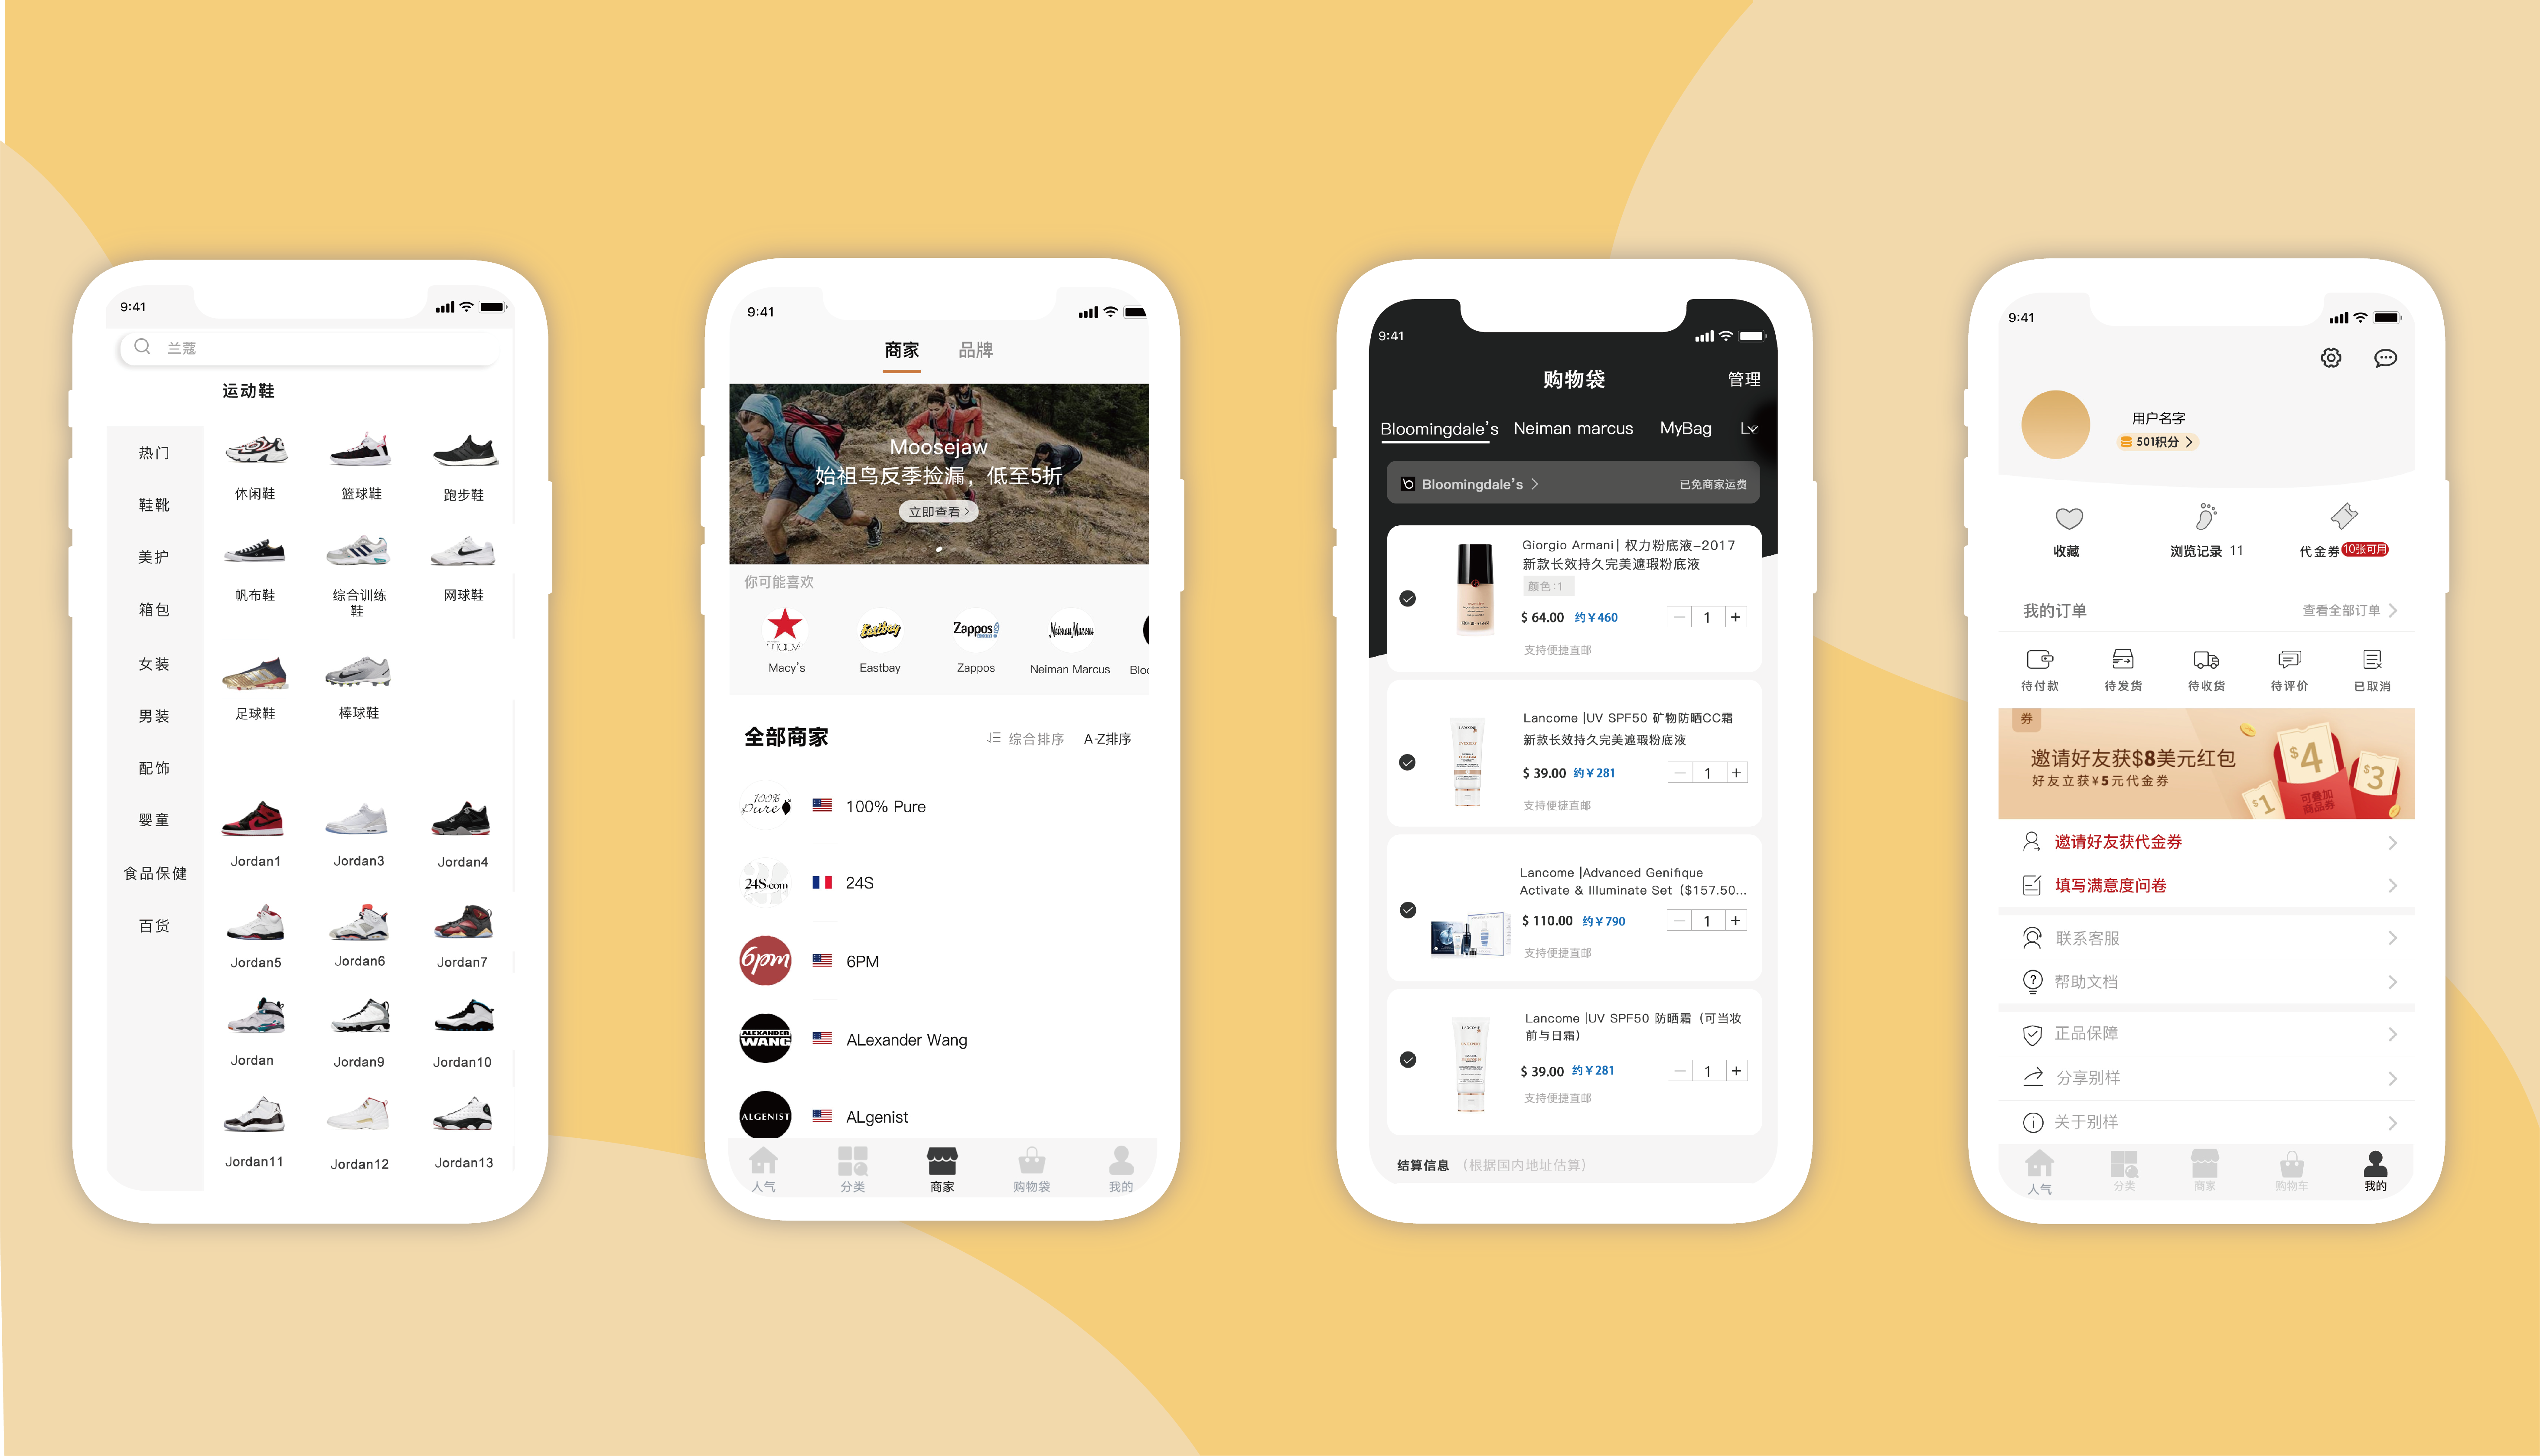 9:41
兰蔻
运动鞋
热门
鞋靴
美护
箱包
女装
男装
配饰
婴童
食品保健
百货
休闲鞋
篮球鞋
跑步鞋
帆布鞋
综合训练
鞋
网球鞋
足球鞋
棒球鞋
Jordan1
Jordan3
Jordan4
Jordan5
Jordan6
Jordan7
Jordan
Jordan9
Jordan10
Jordan11
Jordan12
Jordan13
9:41
商家 品牌
Moosejaw
始祖鸟反季捡漏，低至5折
立即查看 >
你可能喜欢
macys
Eastbay
Zappos
Neiman Marcus
Macy's
Eastbay
Zappos
Neiman Marcus
Bloo
全部商家
综合排序 A-Z排序
100% Pure
100% Pure
24S.com
24S
6pm
6PM
ALEXANDER WANG
ALexander Wang
ALGENIST
ALgenist
人气 分类 商家 购物袋 我的
9:41
购物袋 管理
Bloomingdale's Neiman marcus MyBag
Bloomingdale's > 已免商家运费
Giorgio Armani| 权力粉底液-2017
新款长效持久完美遮瑕粉底液
颜色:1
$ 64.00 约￥460 — 1 +
支持便捷直邮
Lancome |UV SPF50 矿物防晒CC霜
新款长效持久完美遮瑕粉底液
$ 39.00 约￥281 — 1 +
支持便捷直邮
Lancome |Advanced Genifique
Activate & Illuminate Set（$157.50...
$ 110.00 约￥790 — 1 +
支持便捷直邮
Lancome |UV SPF50 防晒霜（可当妆
前与日霜）
$ 39.00 约￥281 — 1 +
支持便捷直邮
结算信息 （根据国内地址估算）
9:41
用户名字
501积分 >
收藏
浏览记录 11
代金券 10张可用
我的订单 查看全部订单 >
待付款 待发货 待收货 待评价 已取消
券
邀请好友获$8美元红包
好友立获￥5元代金券
$4
$3
$1
可叠加
商品券
邀请好友获代金券
填写满意度问卷
联系客服
帮助文档
正品保障
分享别样
关于别样
人气 分类 商家 购物车 我的